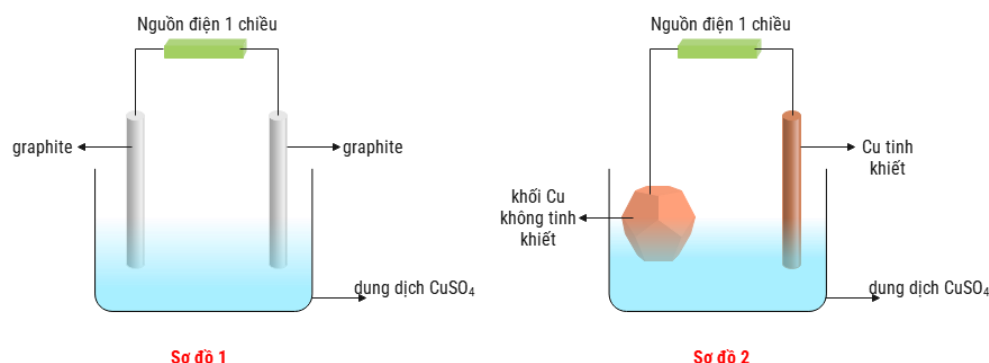 Nguồn điện 1 chiều
graphite
graphite
dung dịch CuSO₄
Sơ đồ 1
Nguồn điện 1 chiều
khối Cu
không tinh
khiết
Cu tinh
khiết
dung dịch CuSO₄
Sơ đồ 2